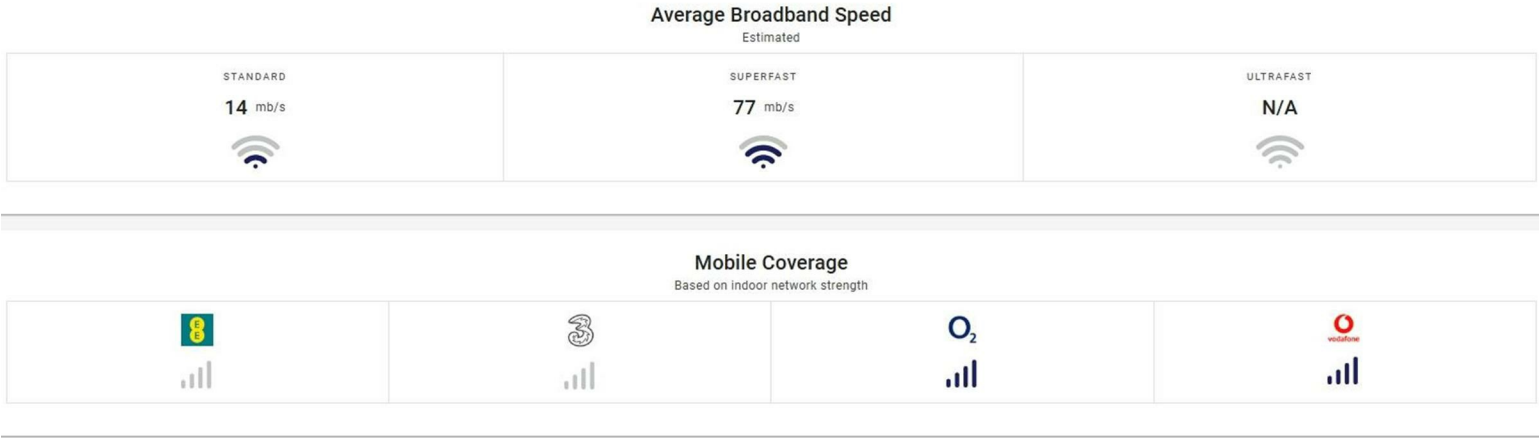 Average Broadband Speed
Estimated
STANDARD
SUPERFAST
ULTRAFAST
14 mb/s
77 mb/s
N/A
Mobile Coverage
Based on indoor network strength
EE
3
O2
vodafone